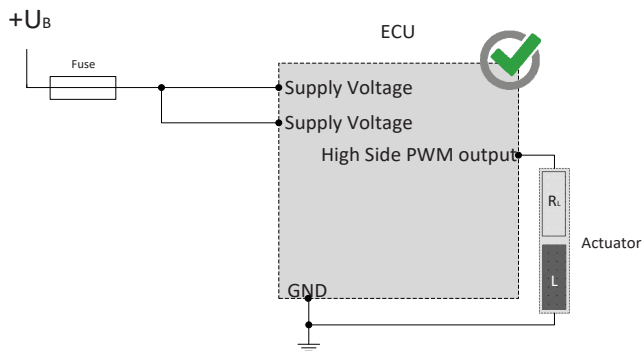 +UB
ECU
Fuse
Supply Voltage
Supply Voltage
High Side PWM output
RL
Actuator
L
GND